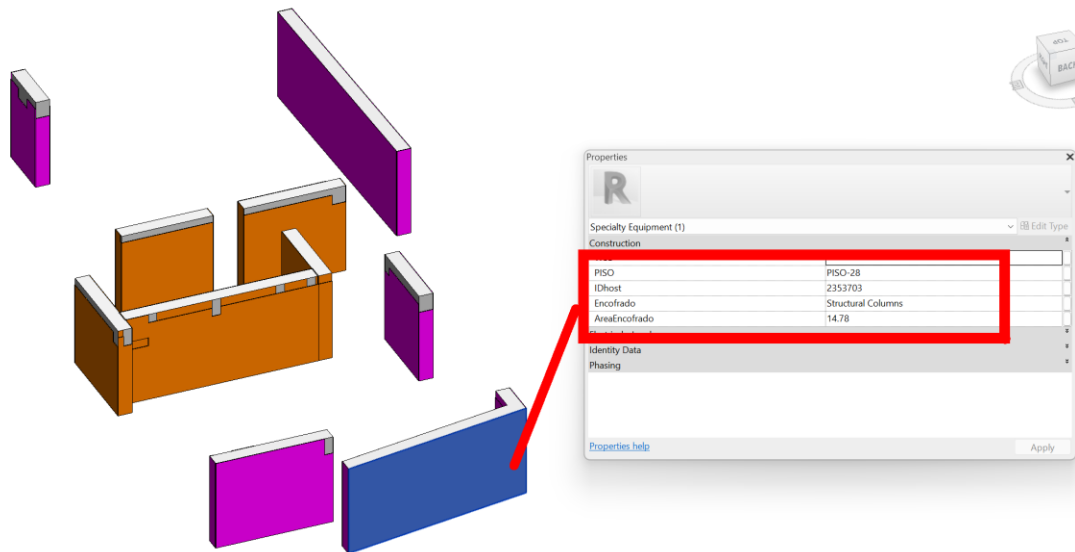 TOP
BACK
Properties
R
Specialty Equipment (1)
Edit Type
Construction
PISO PISO-28
IDhost 2353703
Encofrado Structural Columns
AreaEncofrado 14.78
Identity Data
Phasing
Properties help
Apply